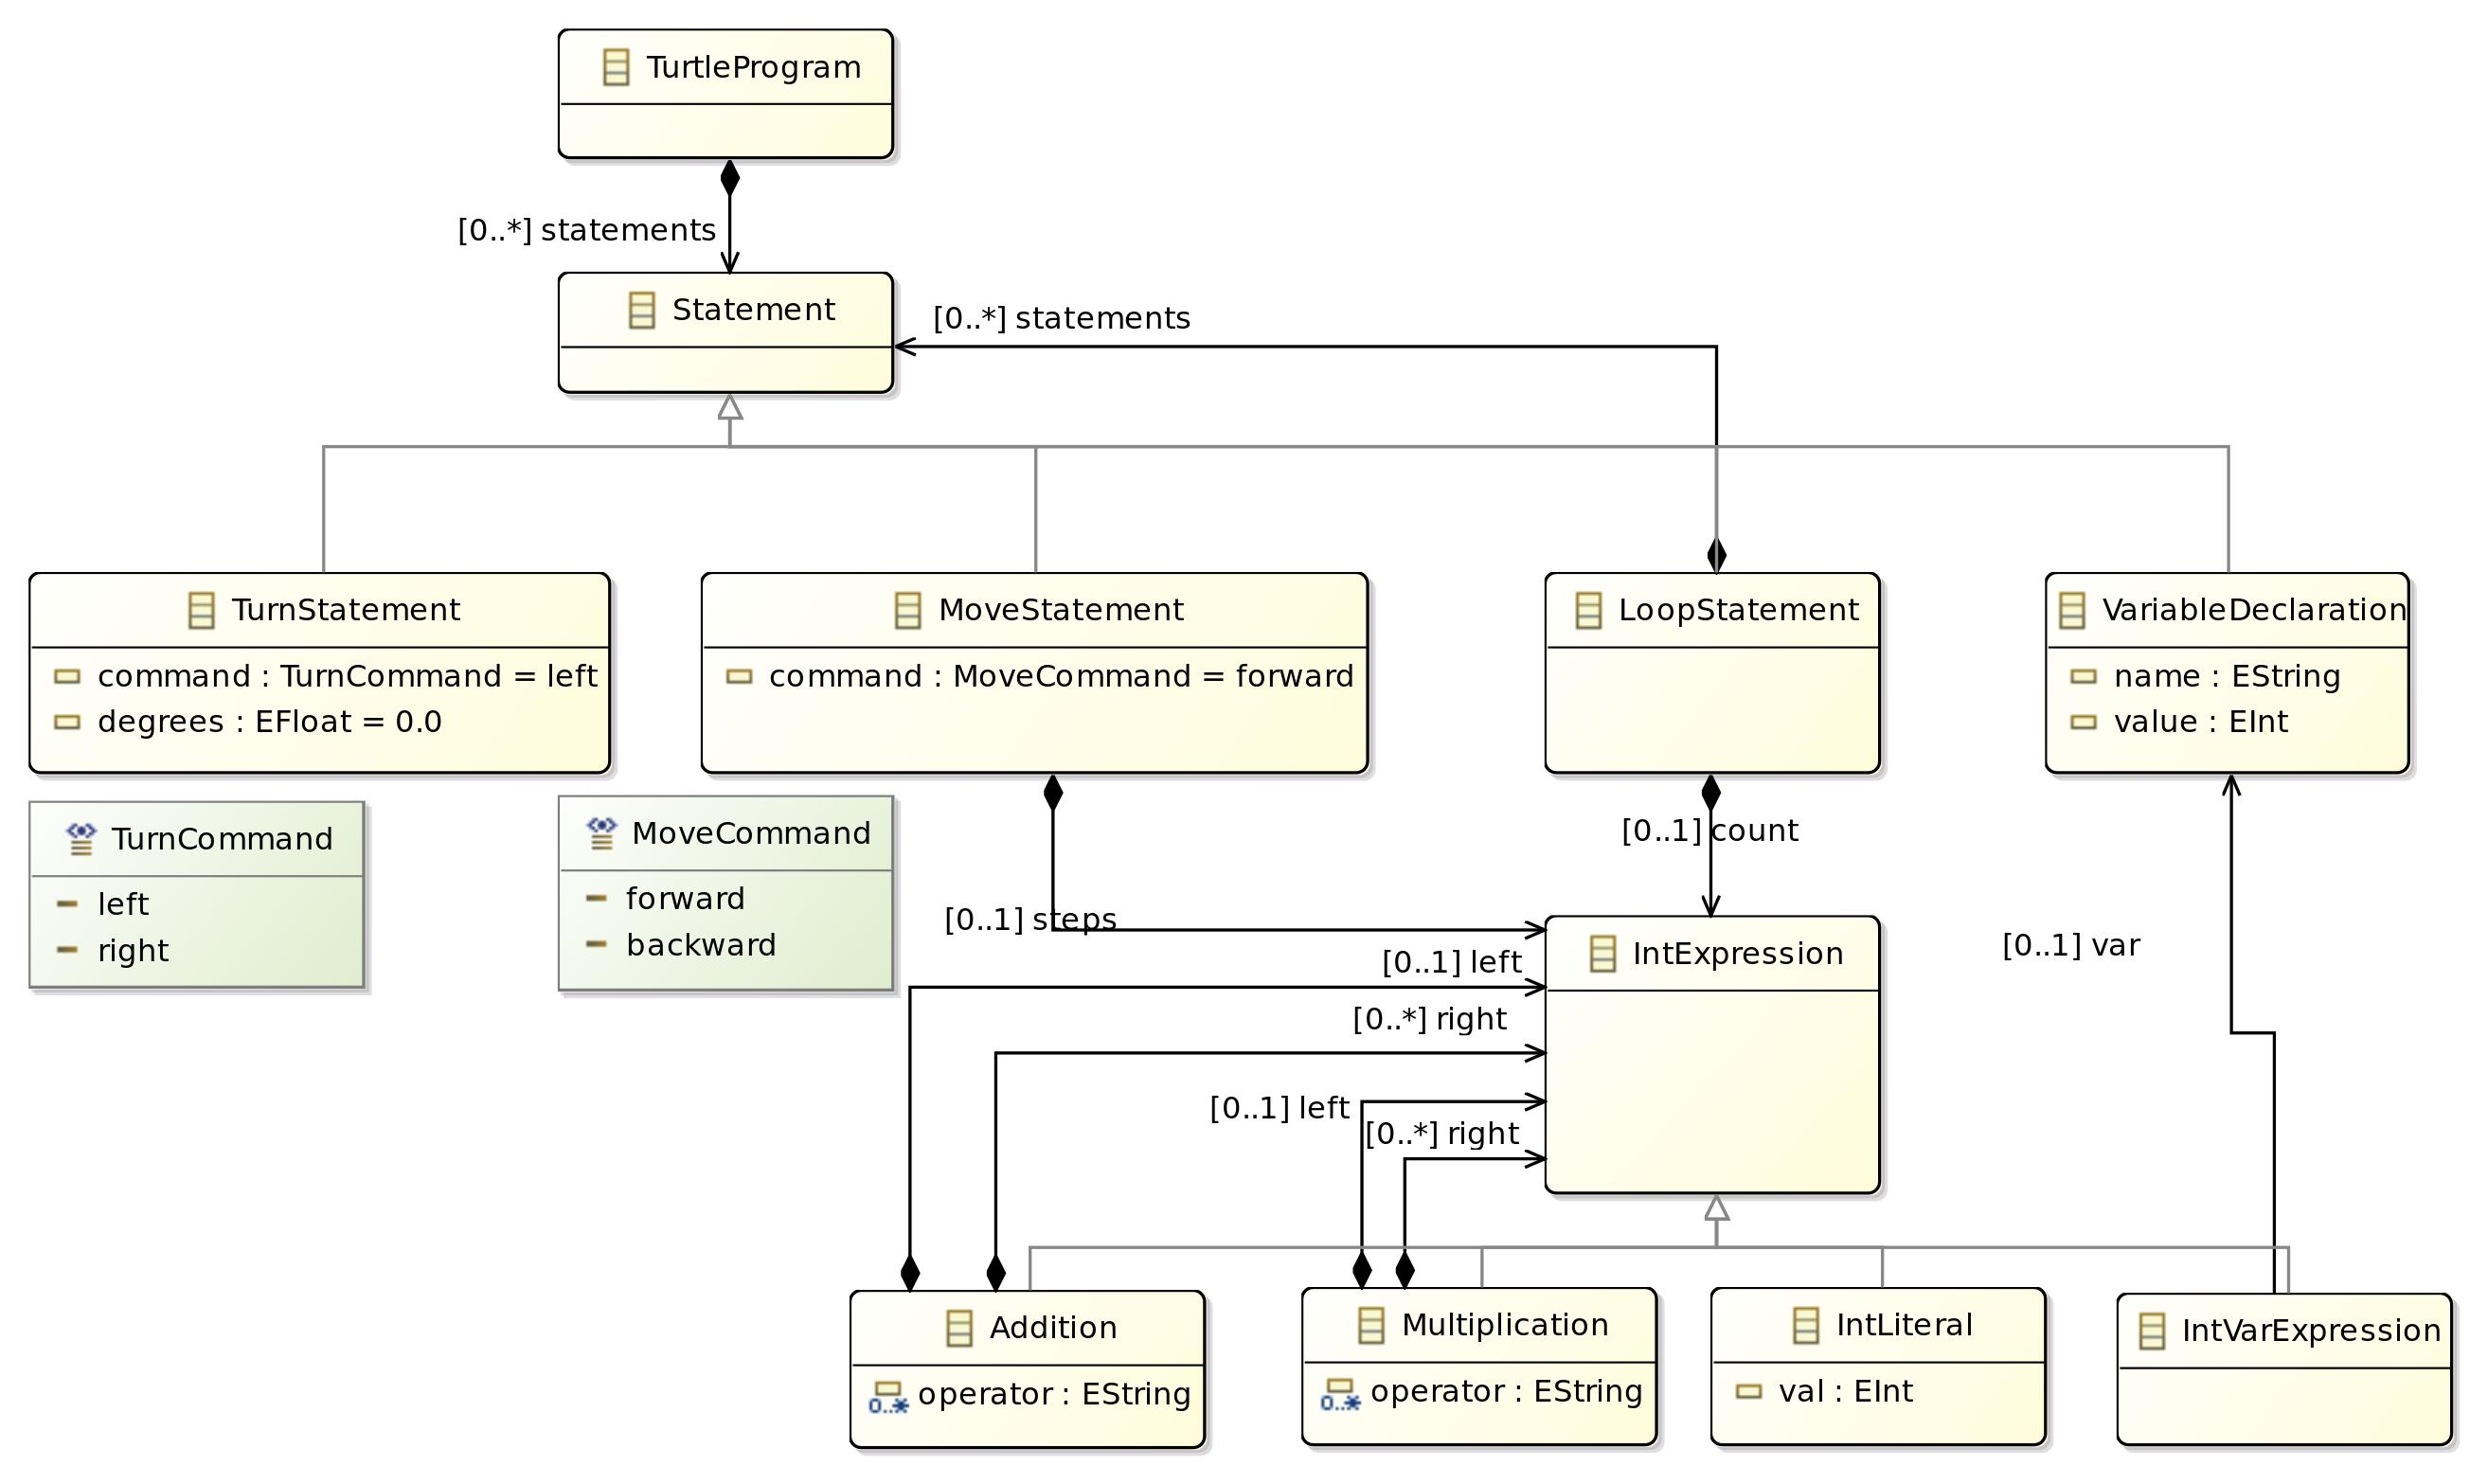 TurtleProgram
[0..*] statements
Statement
[0..*] statements
TurnStatement
command : TurnCommand = left
degrees : EFloat = 0.0
MoveStatement
command : MoveCommand = forward
LoopStatement
VariableDeclaration
name : EString
value : EInt
TurnCommand
left
right
MoveCommand
forward
backward
[0..1] count
[0..1] steps
IntExpression
[0..1] var
[0..1] left
[0..*] right
[0..1] left
[0..*] right
Addition
0..*
operator : EString
Multiplication
0..*
operator : EString
IntLiteral
val : EInt
IntVarExpression